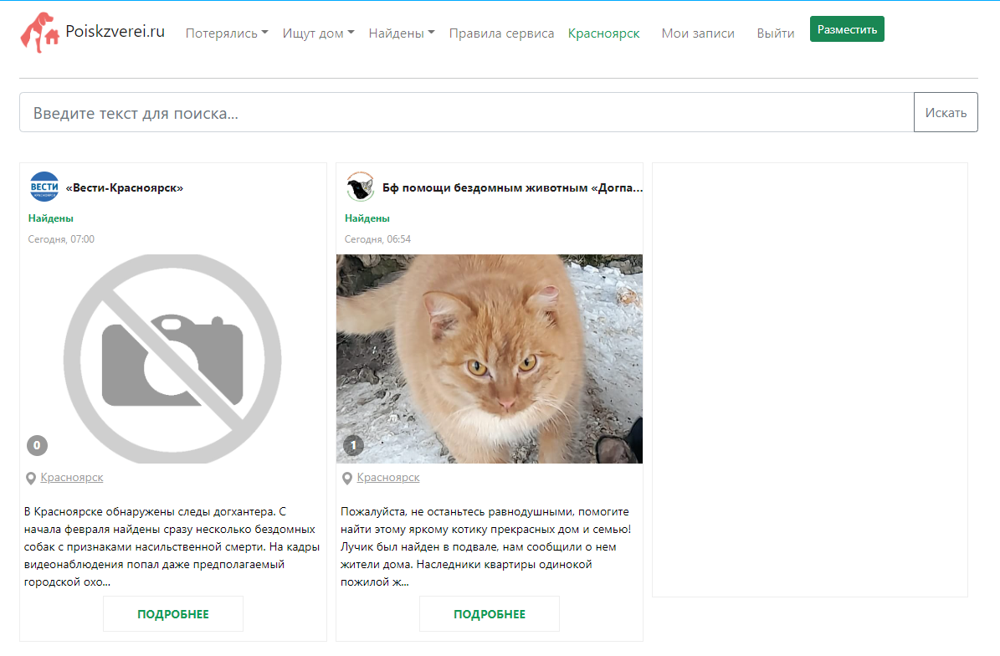 Poiskzverei.ru
Потерялись
Ищут дом
Найдены
Правила сервиса
Красноярск
Мои записи
Выйти
Разместить
Введите текст для поиска...
Искать
ВЕСТИ
КРАСНОЯРСК
«Вести-Красноярск»
Найдены
Сегодня, 07:00
0
Красноярск
В Красноярске обнаружены следы догхантера. С
начала февраля найдены сразу несколько бездомных
собак с признаками насильственной смерти. На кадры
видеонаблюдения попал даже предполагаемый
городской охо...
ПОДРОБНЕЕ
Бф помощи бездомным животным «Догпа...
Найдены
Сегодня, 06:54
1
Красноярск
Пожалуйста, не останьтесь равнодушными, помогите
найти этому яркому котику прекрасных дом и семью!
Лучик был найден в подвале, нам сообщили о нем
жители дома. Наследники квартиры одинокой
пожилой ж...
ПОДРОБНЕЕ